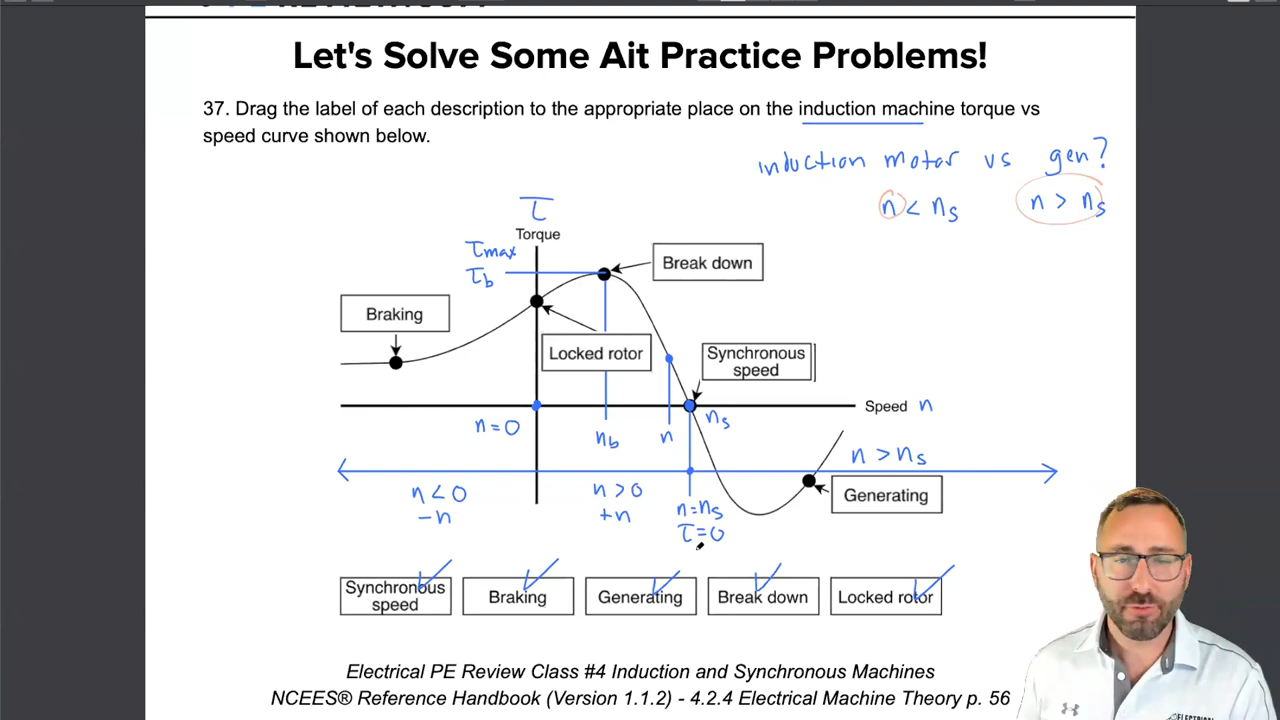 Let's Solve Some Ait Practice Problems!
37. Drag the label of each description to the appropriate place on the induction machine torque vs
speed curve shown below.
induction motor vs gen?
n < ns
n > ns
τ
Torque
τmax
τb
Break down
Braking
Locked rotor
Synchronous
speed
Speed n
n=0
nb
n
ns
n > ns
n < 0
-n
n > 0
+n
n=ns
τ=0
Generating
Synchronous
speed
Braking
Generating
Break down
Locked rotor
Electrical PE Review Class #4 Induction and Synchronous Machines
NCEES® Reference Handbook (Version 1.1.2) - 4.2.4 Electrical Machine Theory p. 56